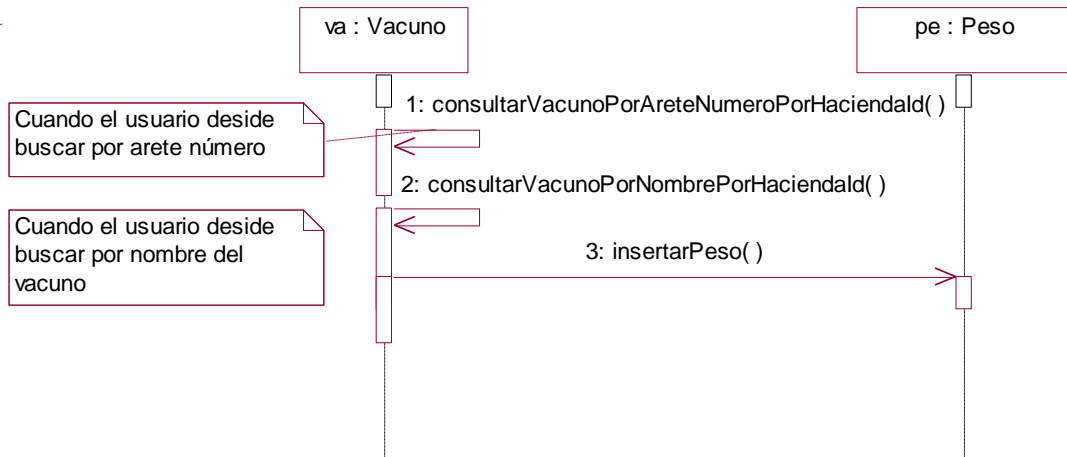 va : Vacuno
pe : Peso
1: consultarVacunoPorAreteNumeroPorHaciendaId( )
Cuando el usuario deside
buscar por arete número
2: consultarVacunoPorNombrePorHaciendaId( )
Cuando el usuario deside
buscar por nombre del
vacuno
3: insertarPeso( )